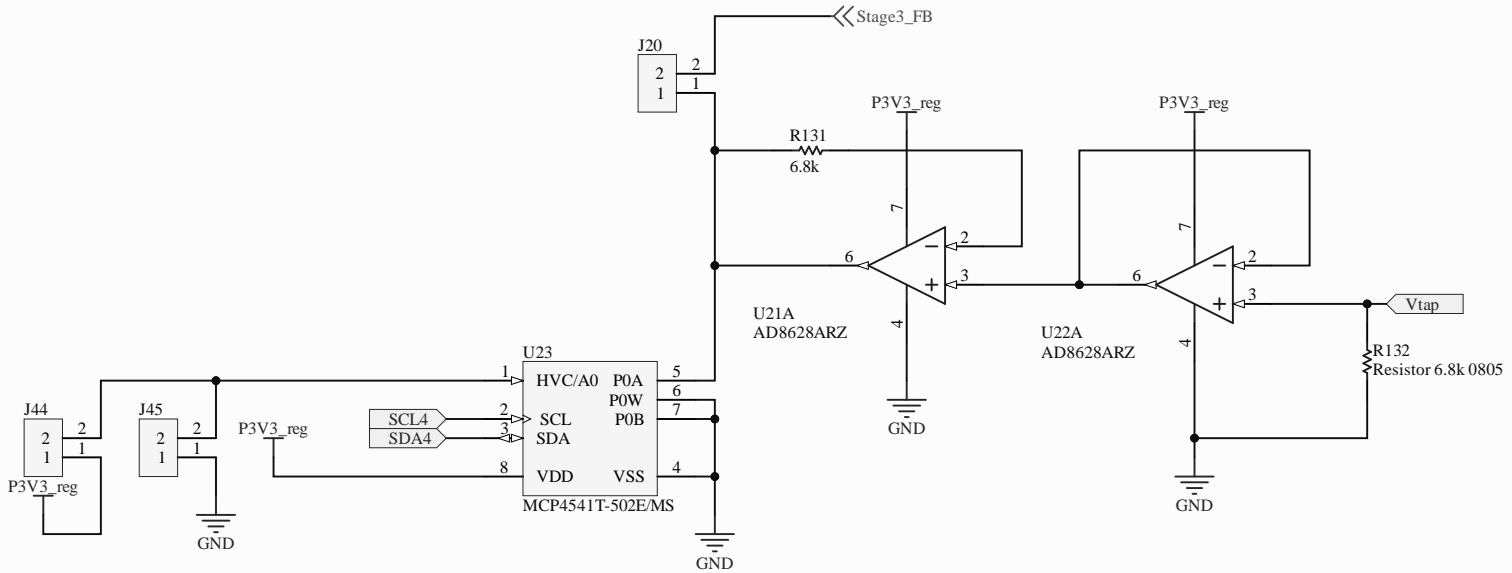 Stage3_FB
J20
2 2
1 1
P3V3_reg
P3V3_reg
R131
6.8k
7
7
2
6
3
4
U21A
AD8628ARZ
2
6
3
4
U22A
AD8628ARZ
Vtap
R132
Resistor 6.8k 0805
GND
GND
U23
1 HVC/A0 P0A 5
P0W 6
2 SCL P0B 7
3 SDA
8 VDD VSS 4
MCP4541T-502E/MS
SCL4
SDA4
P3V3_reg
J44
2 2
1 1
P3V3_reg
J45
2 2
1 1
GND
GND